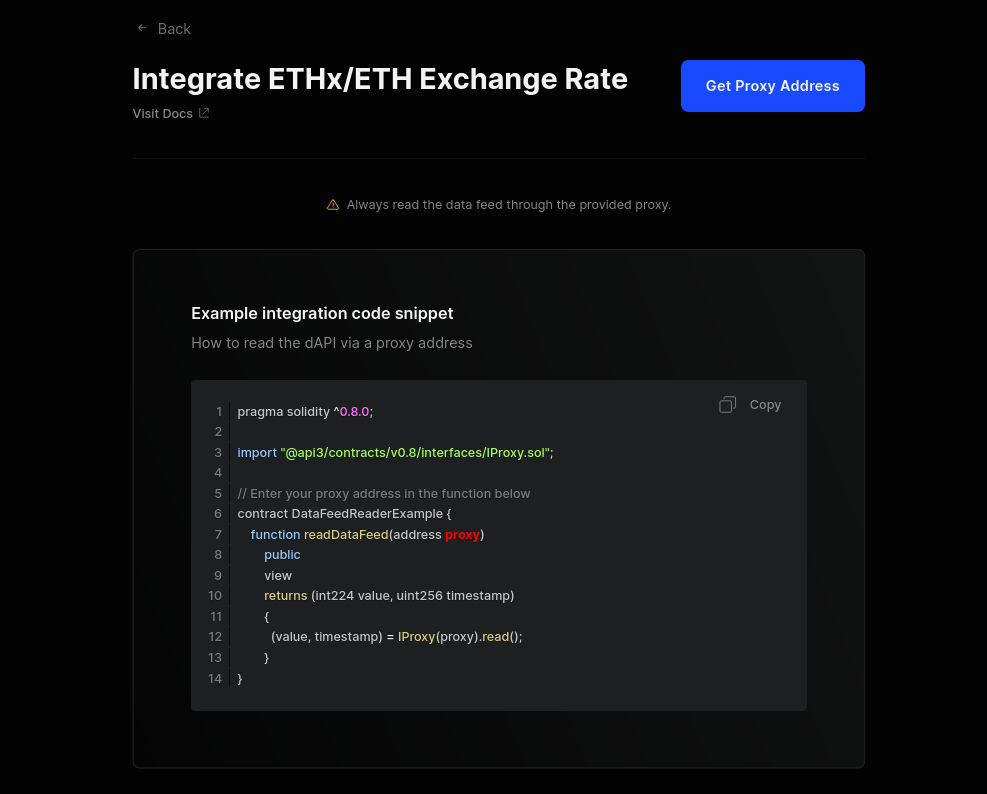 ← Back
Integrate ETHx/ETH Exchange Rate
Get Proxy Address
Visit Docs
Always read the data feed through the provided proxy.
Example integration code snippet
How to read the dAPI via a proxy address
Copy
1 pragma solidity ^0.8.0;
2
3 import "@api3/contracts/v0.8/interfaces/IProxy.sol";
4
5 // Enter your proxy address in the function below
6 contract DataFeedReaderExample {
7     function readDataFeed(address proxy)
8         public
9         view
10         returns (int224 value, uint256 timestamp)
11         {
12           (value, timestamp) = IProxy(proxy).read();
13         }
14 }